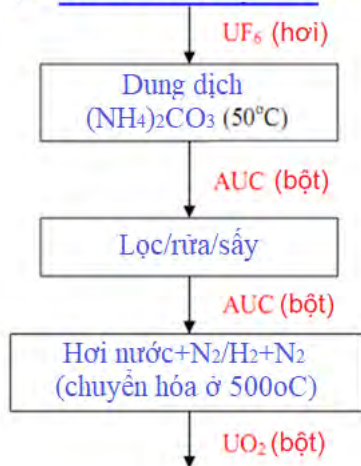 UF₆ (hơi)
Dung dịch
(NH4)2CO3 (50°C)
AUC (bột)
Lọc/rửa/sấy
AUC (bột)
Hơi nước+N2/H2+N2
(chuyển hóa ở 500oC)
UO₂ (bột)